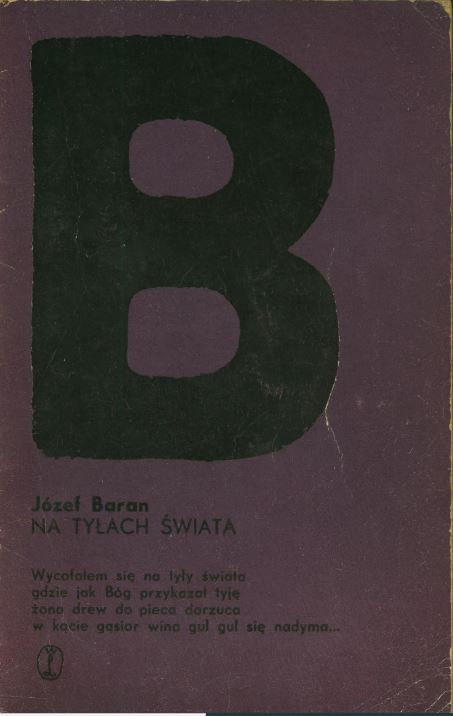 B
Józef Baran
NA TYŁACH ŚWIATA
Wycofałem się na tyły świata
gdzie jak Bóg przykazał tyję
żona drew do pieca dorzuca
w kącie gąsior wina gul gul się nadyma...
WL